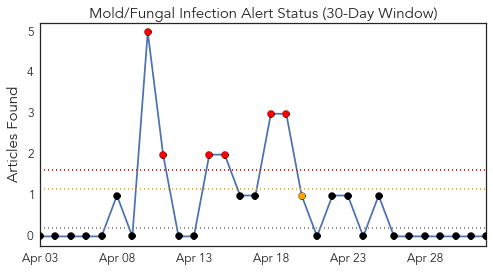 Mold/Fungal Infection Alert Status (30-Day Window)
Articles Found
5
4
3
2
1
0
Apr 03 Apr 08 Apr 13 Apr 18 Apr 23 Apr 28